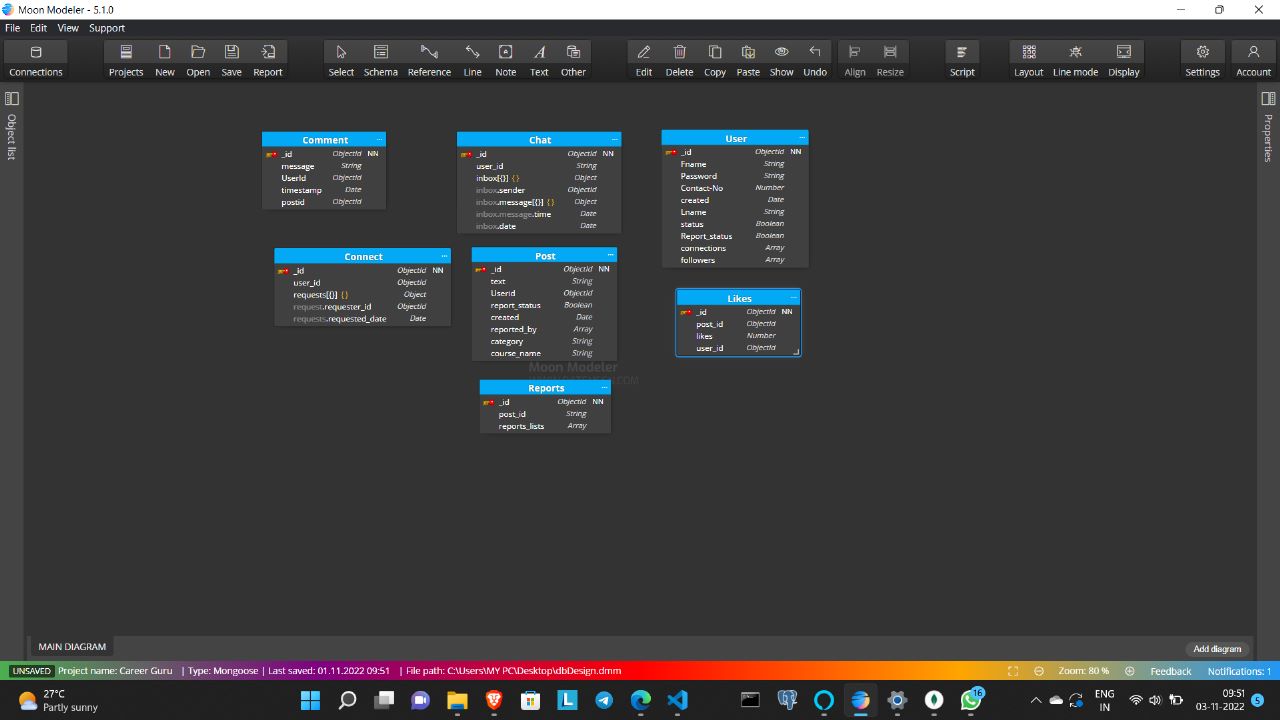 Moon Modeler - 5.1.0
File Edit View Support
Connections Projects New Open Save Report Select Schema Reference Line Note Text Other Edit Delete Copy Paste Show Undo Align Resize Script Layout Line mode Display Settings Account
Object list
Properties
Comment ...
_id ObjectId NN
message String
UserId ObjectId
timestamp Date
postid ObjectId
Chat ...
_id ObjectId NN
user_id String
inbox[{}] {} Object
inbox.sender ObjectId
inbox.message[{}] {} Object
inbox.message.time Date
inbox.date Date
User ...
_id ObjectId NN
Fname String
Password String
Contact-No Number
created Date
Lname String
status Boolean
Report_status Boolean
connections Array
followers Array
Connect ...
_id ObjectId NN
user_id ObjectId
requests[{}] {} Object
request.requester_id ObjectId
requests.requested_date Date
Post ...
_id ObjectId NN
text String
Userid ObjectId
report_status Boolean
created Date
reported_by Array
category String
course_name String
Likes ...
_id ObjectId NN
post_id ObjectId
likes Number
user_id ObjectId
Moon Modeler
Reports ...
_id ObjectId NN
post_id String
reports_lists Array
MAIN DIAGRAM
Add diagram
UNSAVED Project name: Career Guru | Type: Mongoose | Last saved: 01.11.2022 09:51 | File path: C:\Users\MY PC\Desktop\dbDesign.dmm Zoom: 80 % Feedback Notifications: 1
27°C
Partly sunny
L
16
ENG
IN
09:51
03-11-2022
5